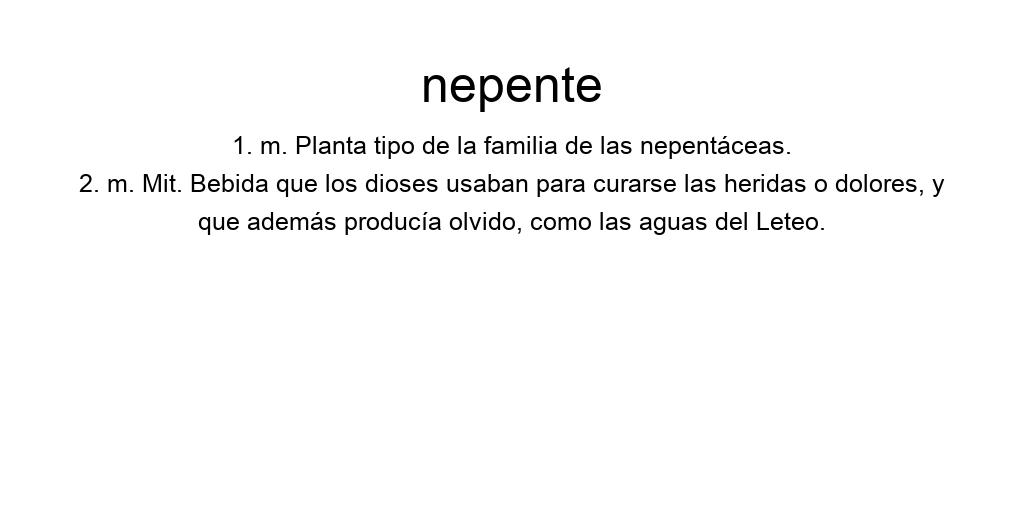 nepente
1. m. Planta tipo de la familia de las nepentáceas.
2. m. Mit. Bebida que los dioses usaban para curarse las heridas o dolores, y
que además producía olvido, como las aguas del Leteo.